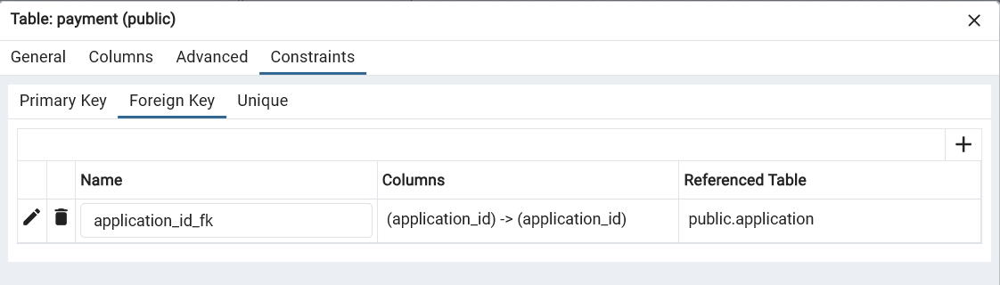 Table: payment (public)
General Columns Advanced Constraints
Primary Key Foreign Key Unique
Name Columns Referenced Table
application_id_fk (application_id) -> (application_id) public.application